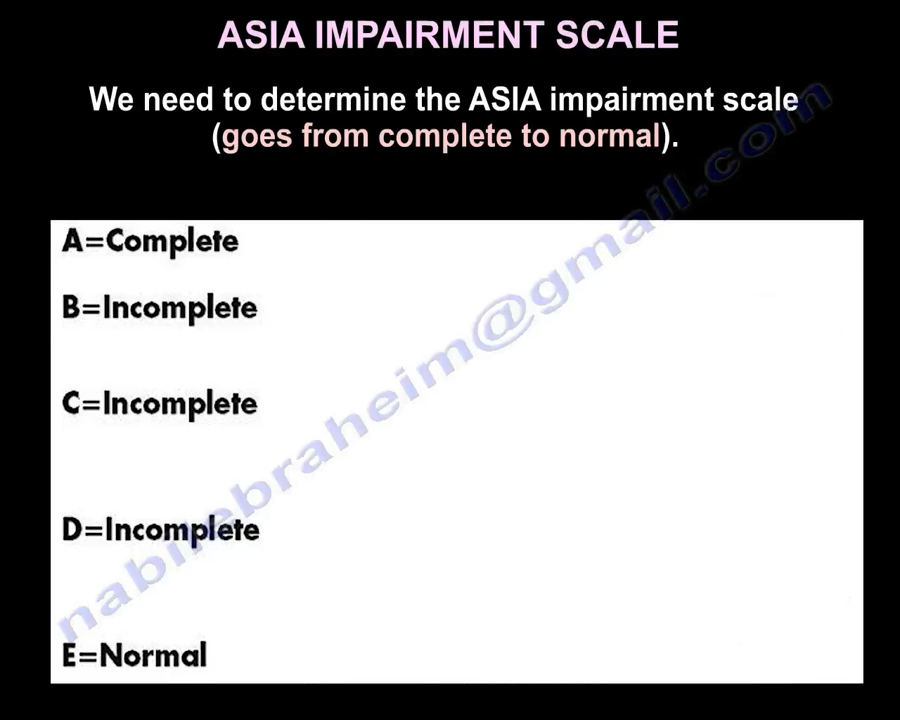 ASIA IMPAIRMENT SCALE
We need to determine the ASIA impairment scale
(goes from complete to normal).
A=Complete
B=Incomplete
C=Incomplete
D=Incomplete
E=Normal
nabilebraheim@gmail.com